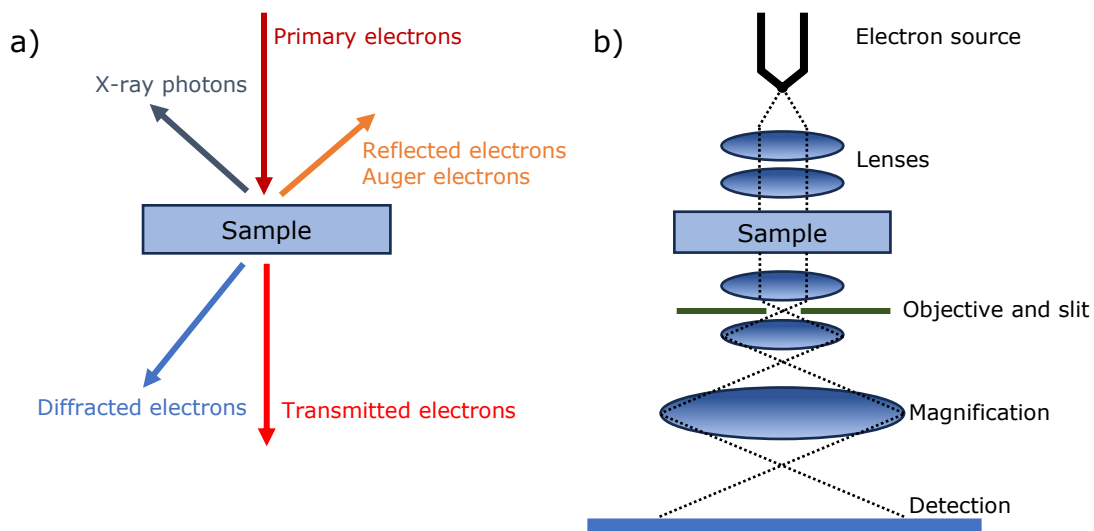 a)
Primary electrons
X-ray photons
Reflected electrons
Auger electrons
Sample
Diffracted electrons
Transmitted electrons
b)
Electron source
Lenses
Sample
Objective and slit
Magnification
Detection